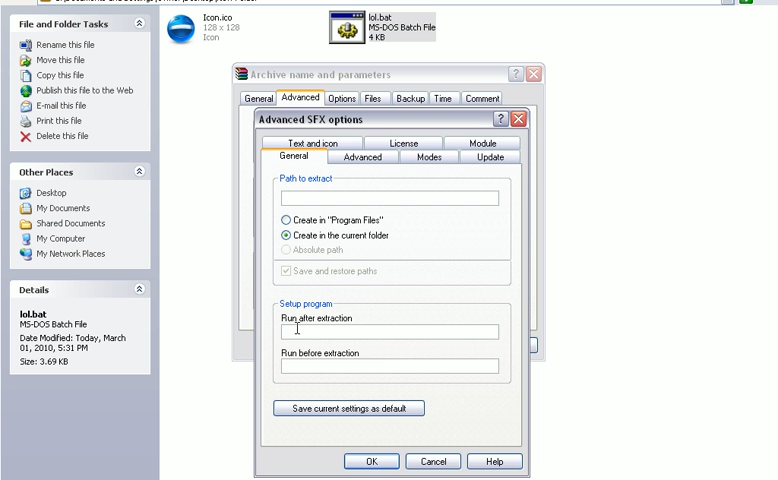 File and Folder Tasks
Rename this file
Move this file
Copy this file
Publish this file to the Web
E-mail this file
Print this file
Delete this file
Other Places
Desktop
My Documents
Shared Documents
My Computer
My Network Places
Details
lol.bat
MS-DOS Batch File
Date Modified: Today, March
01, 2010, 5:31 PM
Size: 3.69 KB
Icon.ico
128 x 128
Icon
lol.bat
MS-DOS Batch File
4 KB
Archive name and parameters
General Advanced Options Files Backup Time Comment
Advanced SFX options
Text and icon License Module
General Advanced Modes Update
Path to extract
Create in "Program Files"
Create in the current folder
Absolute path
Save and restore paths
Setup program
Run after extraction
Run before extraction
Save current settings as default
OK Cancel Help